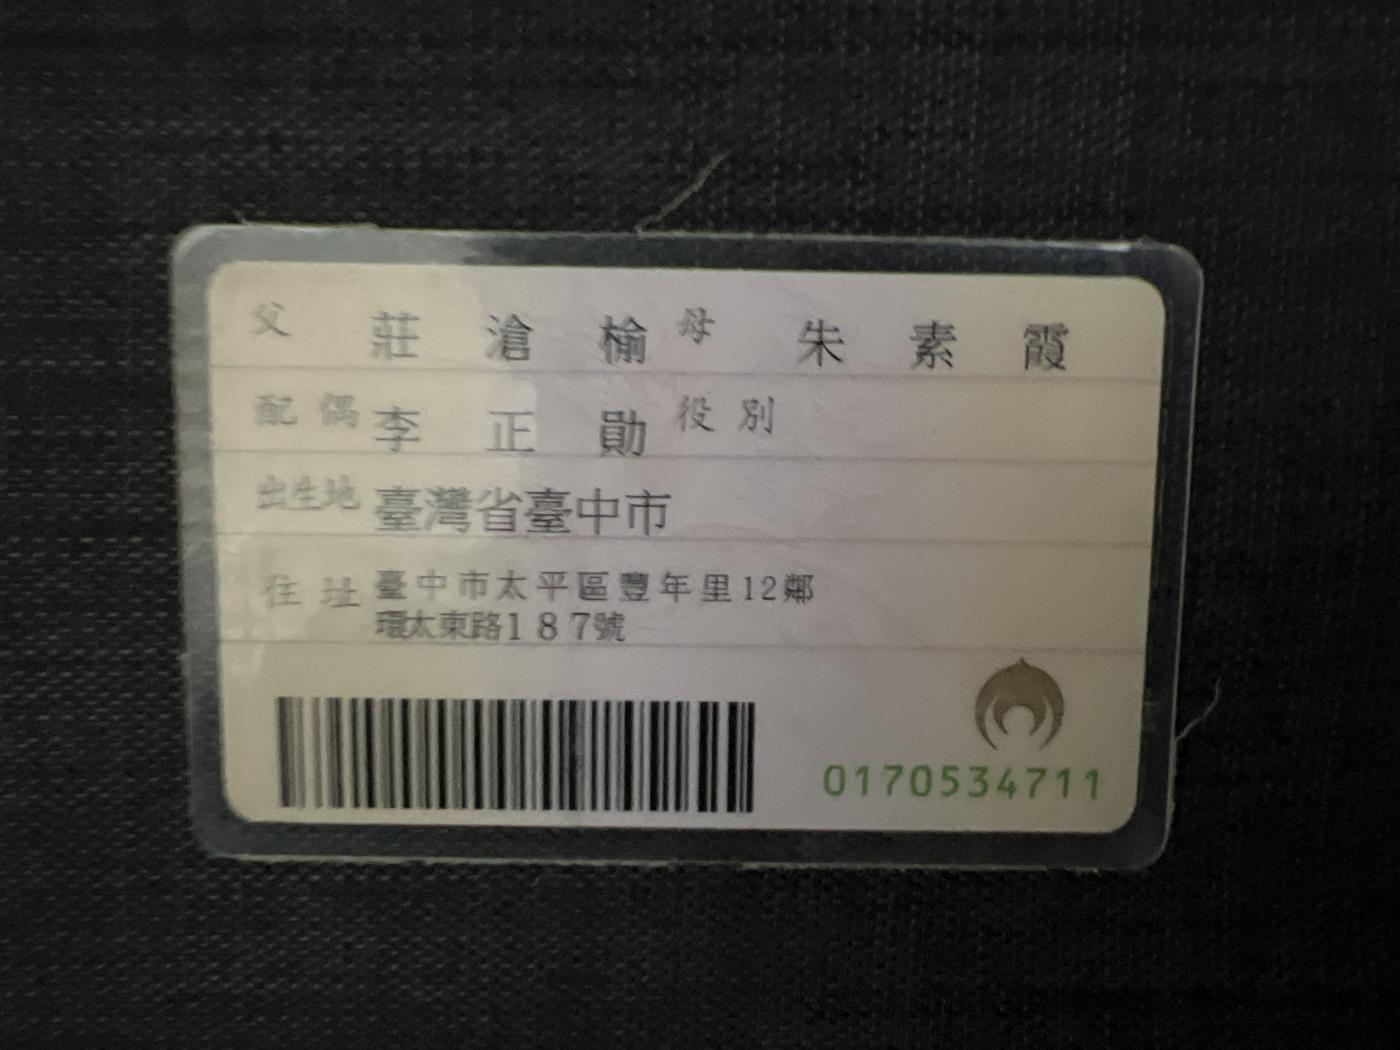 父 莊滄榆 母 朱素霞
配偶 李正勛 役別
出生地 臺灣省臺中市
住址 臺中市太平區豐年里12鄰
環太東路187號
0170534711